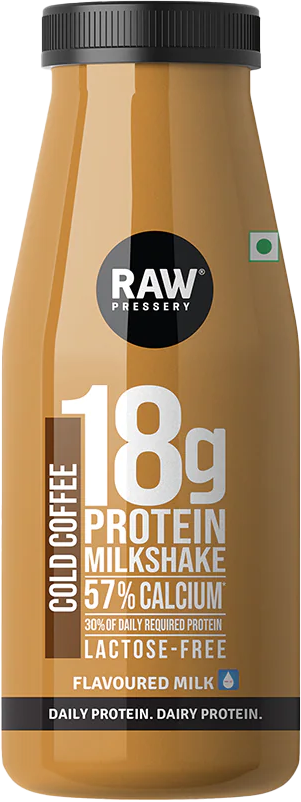 RAW®
PRESSERY
COLD COFFEE
18g
PROTEIN
MILKSHAKE
57% CALCIUM*
30% OF DAILY REQUIRED PROTEIN
LACTOSE-FREE
FLAVOURED MILK
DAILY PROTEIN. DAIRY PROTEIN.